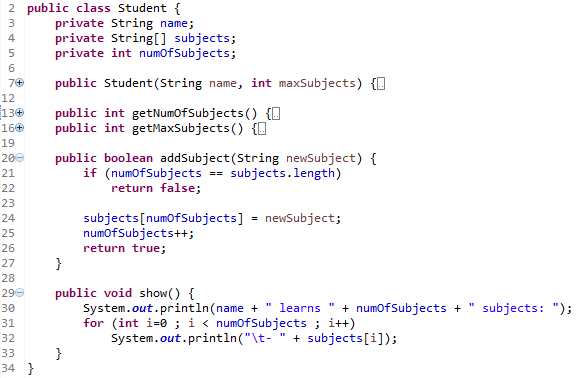 2 public class Student {
3     private String name;
4     private String[] subjects;
5     private int numOfSubjects;
6
7     public Student(String name, int maxSubjects) {
12
13     public int getNumOfSubjects() {
16     public int getMaxSubjects() {
19
20     public boolean addSubject(String newSubject) {
21         if (numOfSubjects == subjects.length)
22             return false;
23
24         subjects[numOfSubjects] = newSubject;
25         numOfSubjects++;
26         return true;
27     }
28
29     public void show() {
30         System.out.println(name + " learns " + numOfSubjects + " subjects: ");
31         for (int i=0 ; i < numOfSubjects ; i++)
32             System.out.println("\t- " + subjects[i]);
33     }
34 }